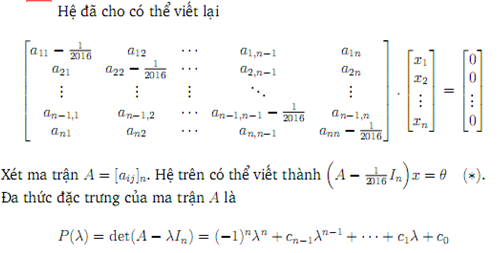 Hệ đã cho có thể viết lại
[a₁₁ − 1/2016  a₁₂  ⋯  a₁,ₙ₋₁  a₁ₙ
a₂₁  a₂₂ − 1/2016  ⋯  a₂,ₙ₋₁  a₂ₙ
⋮  ⋮  ⋮  ⋱  ⋮
aₙ₋₁,₁  aₙ₋₁,₂  ⋯  aₙ₋₁,ₙ₋₁ − 1/2016  aₙ₋₁,ₙ
aₙ₁  aₙ₂  ⋯  aₙ,ₙ₋₁  aₙₙ − 1/2016] . [x₁ x₂ ⋮ xₙ] = [0 0 ⋮ 0]
Xét ma trận A = [aᵢⱼ]ₙ. Hệ trên có thể viết thành (A − 1/2016 Iₙ)x = θ (∗).
Đa thức đặc trưng của ma trận A là
P(λ) = det(A − λIₙ) = (−1)ⁿλⁿ + cₙ₋₁λⁿ⁻¹ + ⋯ + c₁λ + c₀